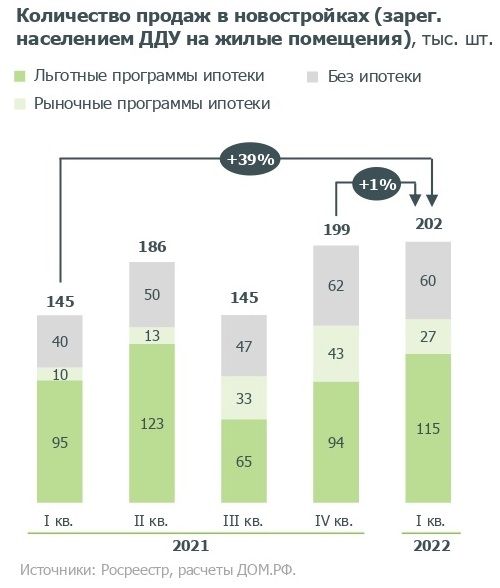 Количество продаж в новостройках (зарег.
населением ДДУ на жилые помещения), тыс. шт.
Льготные программы ипотеки
Без ипотеки
Рыночные программы ипотеки
+39%
+1%
145
186
145
199
202
40
50
47
62
60
10
13
33
43
27
95
123
65
94
115
I кв.
II кв.
III кв.
IV кв.
I кв.
2021
2022
Источники: Росреестр, расчеты ДОМ.РФ.